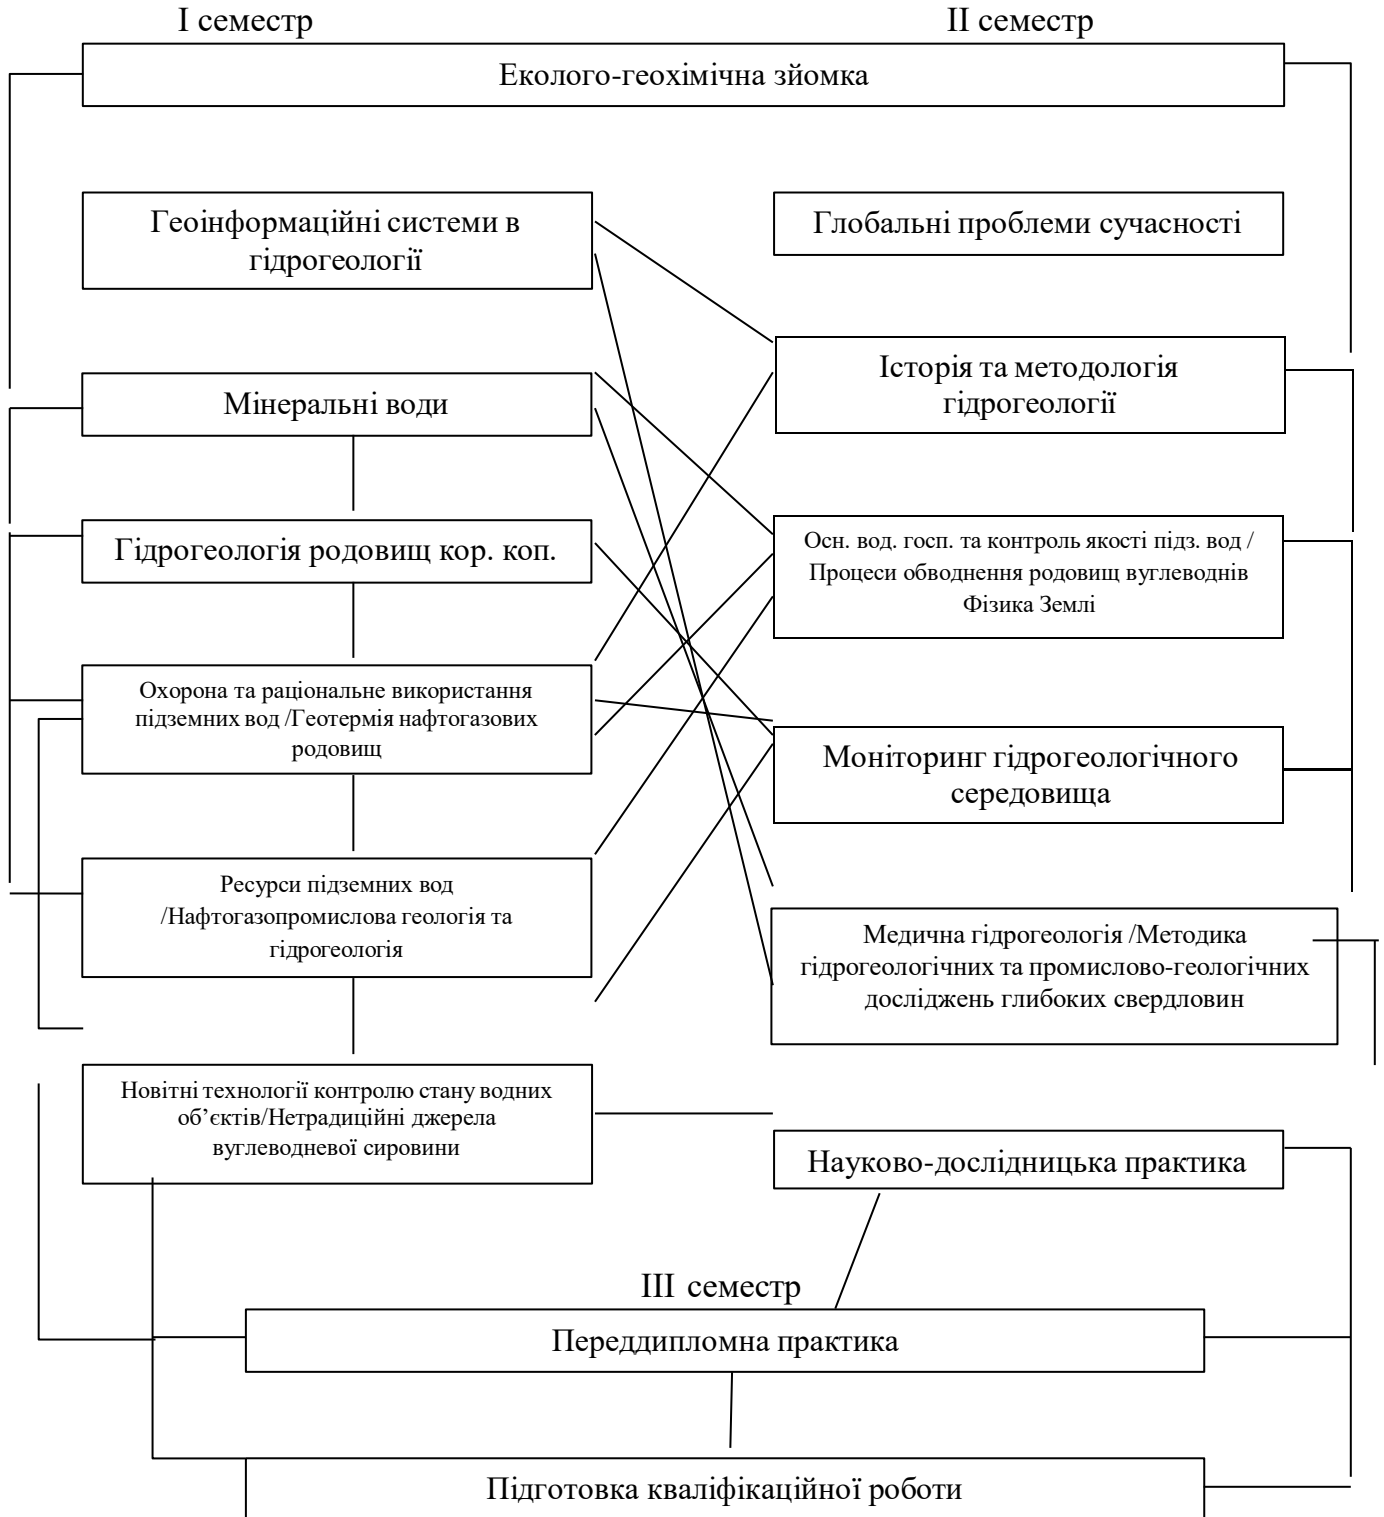 І семестр
ІІ семестр
Еколого-геохімічна зйомка
Геоінформаційні системи в
гідрогеології
Глобальні проблеми сучасності
Історія та методологія
гідрогеології
Мінеральні води
Гідрогеологія родовищ кор. коп.
Осн. вод. госп. та контроль якості підз. вод /
Процеси обводнення родовищ вуглеводнів
Фізика Землі
Охорона та раціональне використання
підземних вод /Геотермія нафтогазових
родовищ
Моніторинг гідрогеологічного
середовища
Ресурси підземних вод
/Нафтогазопромислова геологія та
гідрогеологія
Медична гідрогеологія /Методика
гідрогеологічних та промислово-геологічних
досліджень глибоких свердловин
Новітні технології контролю стану водних
об’єктів/Нетрадиційні джерела
вуглеводневої сировини
Науково-дослідницька практика
ІІІ семестр
Переддипломна практика
Підготовка кваліфікаційної роботи